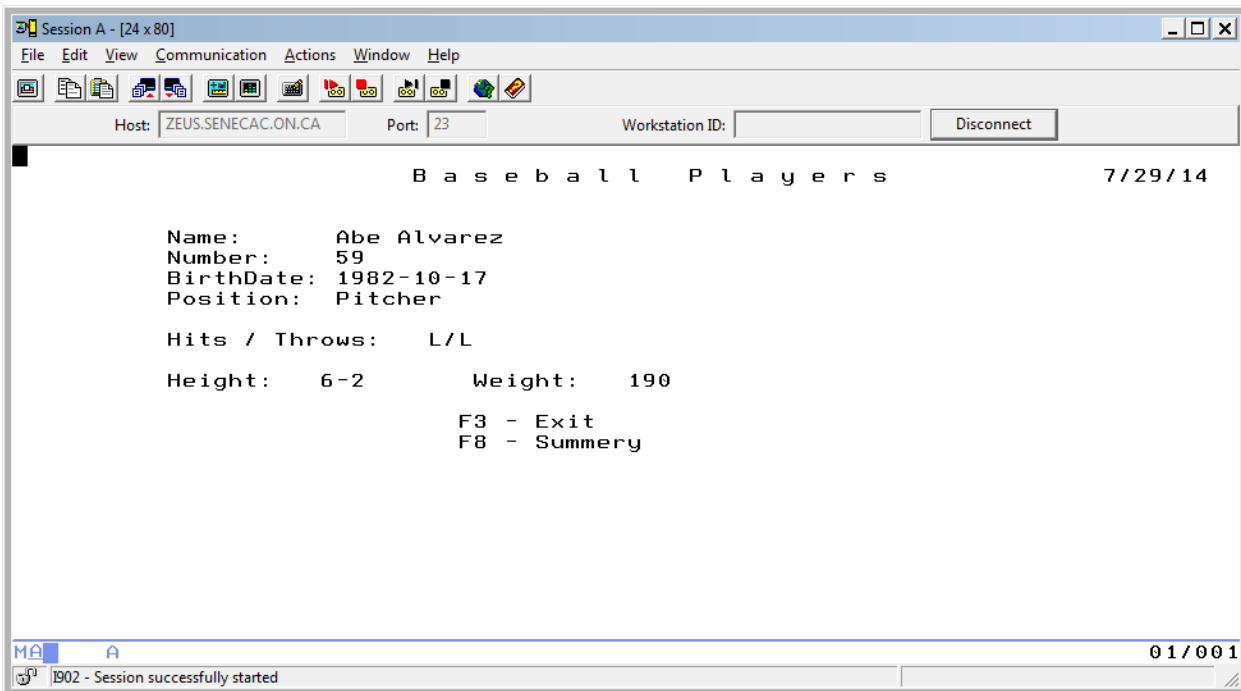 Session A - [24 x 80]
File Edit View Communication Actions Window Help
Host: ZEUS.SENECAC.ON.CA Port: 23 Workstation ID: Disconnect
B a s e b a l l P l a y e r s 7/29/14
Name: Abe Alvarez
Number: 59
BirthDate: 1982-10-17
Position: Pitcher
Hits / Throws: L/L
Height: 6-2 Weight: 190
F3 - Exit
F8 - Summery
MA A 01/001
I902 - Session successfully started